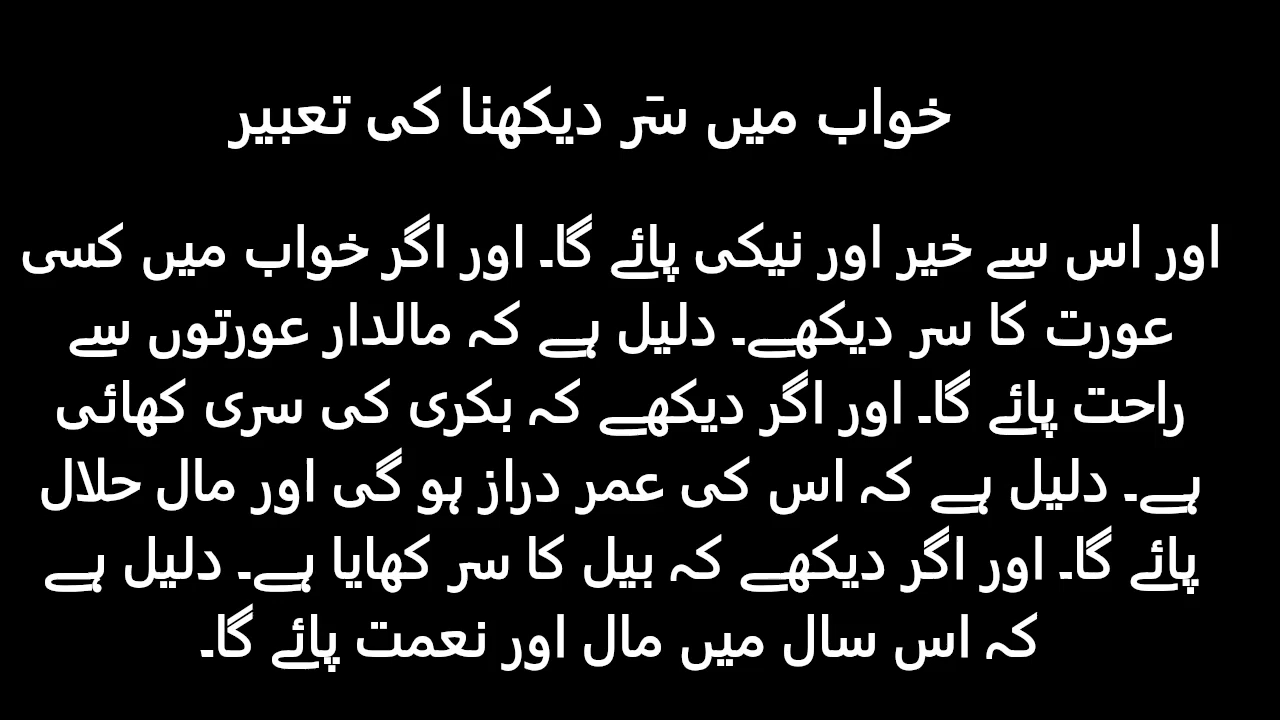 خواب میں سَر دیکھنا کی تعبیر
اور اس سے خیر اور نیکی پائے گا۔ اور اگر خواب میں کسی
عورت کا سر دیکھے۔ دلیل ہے کہ مالدار عورتوں سے
راحت پائے گا۔ اور اگر دیکھے کہ بکری کی سری کھائی
ہے۔ دلیل ہے کہ اس کی عمر دراز ہو گی اور مال حلال
پائے گا۔ اور اگر دیکھے کہ بیل کا سر کھایا ہے۔ دلیل ہے
کہ اس سال میں مال اور نعمت پائے گا۔